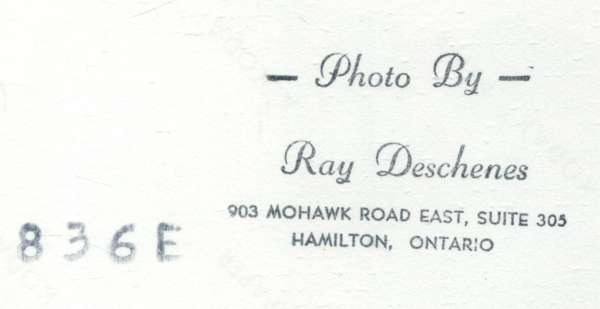 — Photo By —
Ray Deschenes
903 MOHAWK ROAD EAST, SUITE 305
HAMILTON, ONTARIO
836E